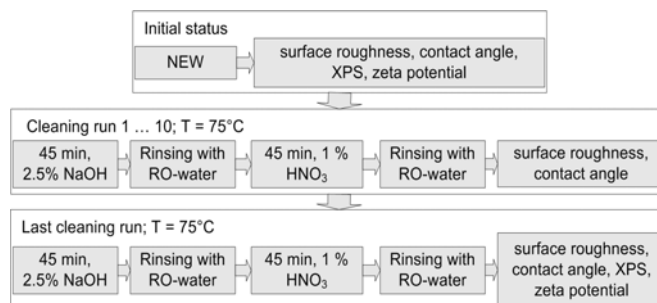 Initial status
NEW
surface roughness, contact angle,
XPS, zeta potential
Cleaning run 1 ... 10; T = 75°C
45 min,
2.5% NaOH
Rinsing with
RO-water
45 min, 1 %
HNO₃
Rinsing with
RO-water
surface roughness,
contact angle
Last cleaning run; T = 75°C
45 min,
2.5% NaOH
Rinsing with
RO-water
45 min, 1 %
HNO₃
Rinsing with
RO-water
surface roughness,
contact angle, XPS,
zeta potential